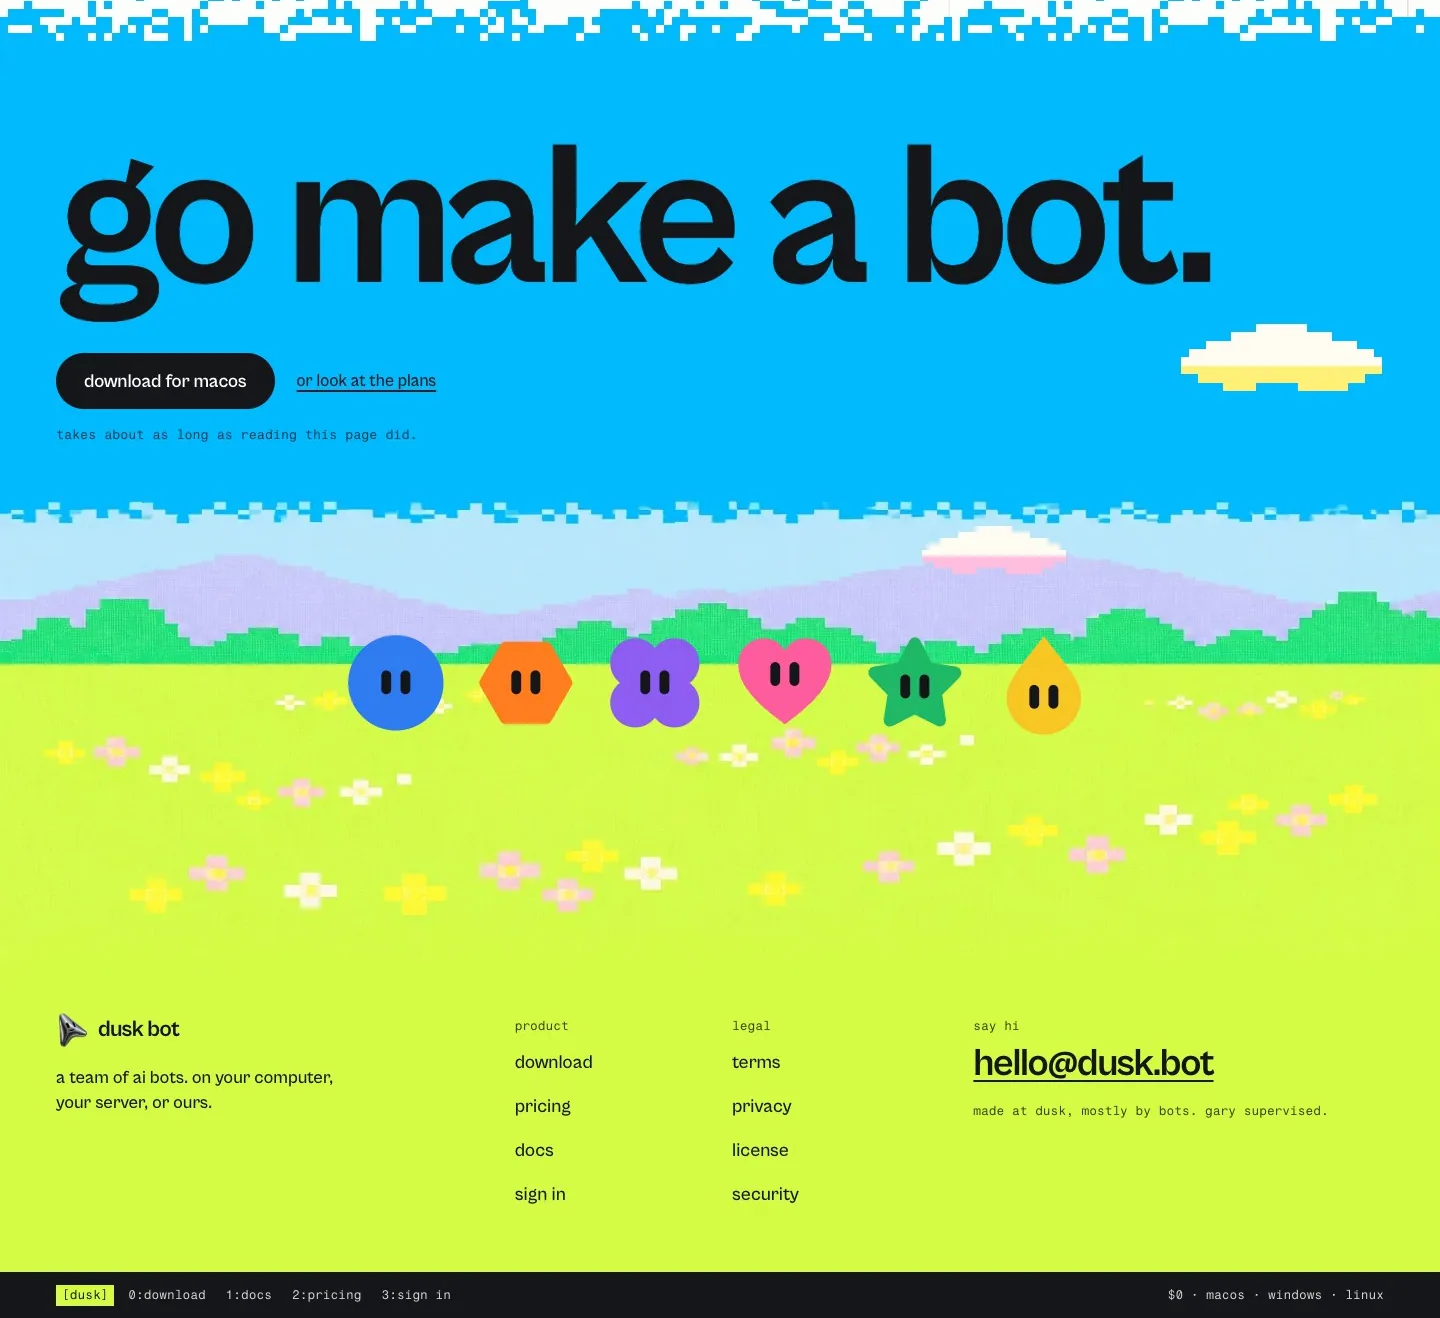 go make a bot.
download for macos
or look at the plans
takes about as long as reading this page did.
dusk bot
a team of ai bots. on your computer,
your server, or ours.
product
download
pricing
docs
sign in
legal
terms
privacy
license
security
say hi
hello@dusk.bot
made at dusk, mostly by bots. gary supervised.
[dusk] 0:download 1:docs 2:pricing 3:sign in
$0 · macos · windows · linux